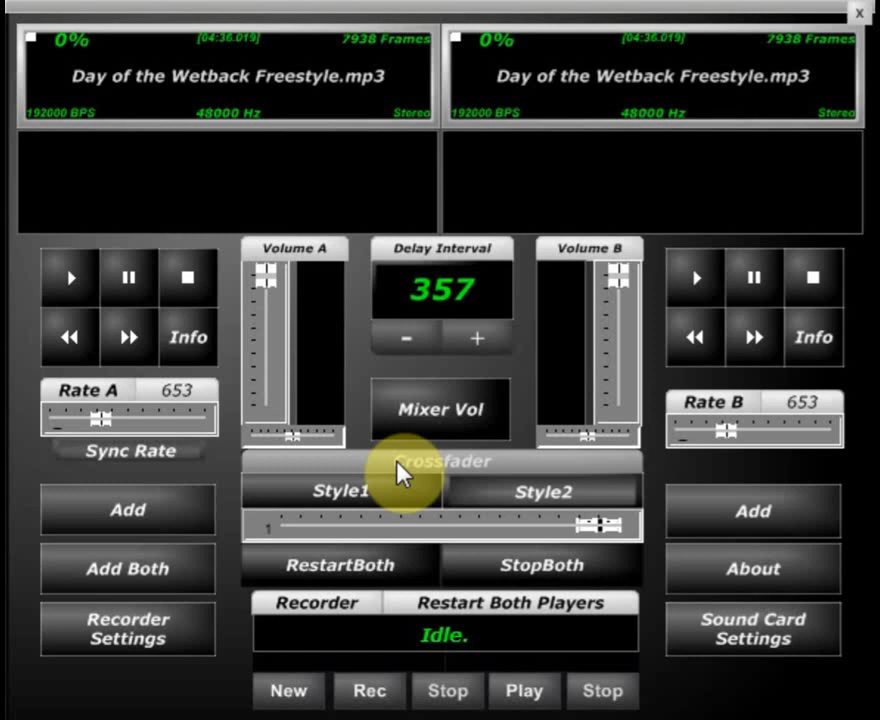 x
0% [04:36.019] 7938 Frames
Day of the Wetback Freestyle.mp3
192000 BPS 48000 Hz Stereo
0% [04:36.019] 7938 Frames
Day of the Wetback Freestyle.mp3
192000 BPS 48000 Hz Stereo
Volume A
Delay Interval
Volume B
357
- +
Info
Info
Rate A 653
Mixer Vol
Rate B 653
Sync Rate
Crossfader
Style1 Style2
Add
Add
1
Add Both
RestartBoth StopBoth
About
Recorder
Settings
Recorder Restart Both Players
Idle.
Sound Card
Settings
New Rec Stop Play Stop